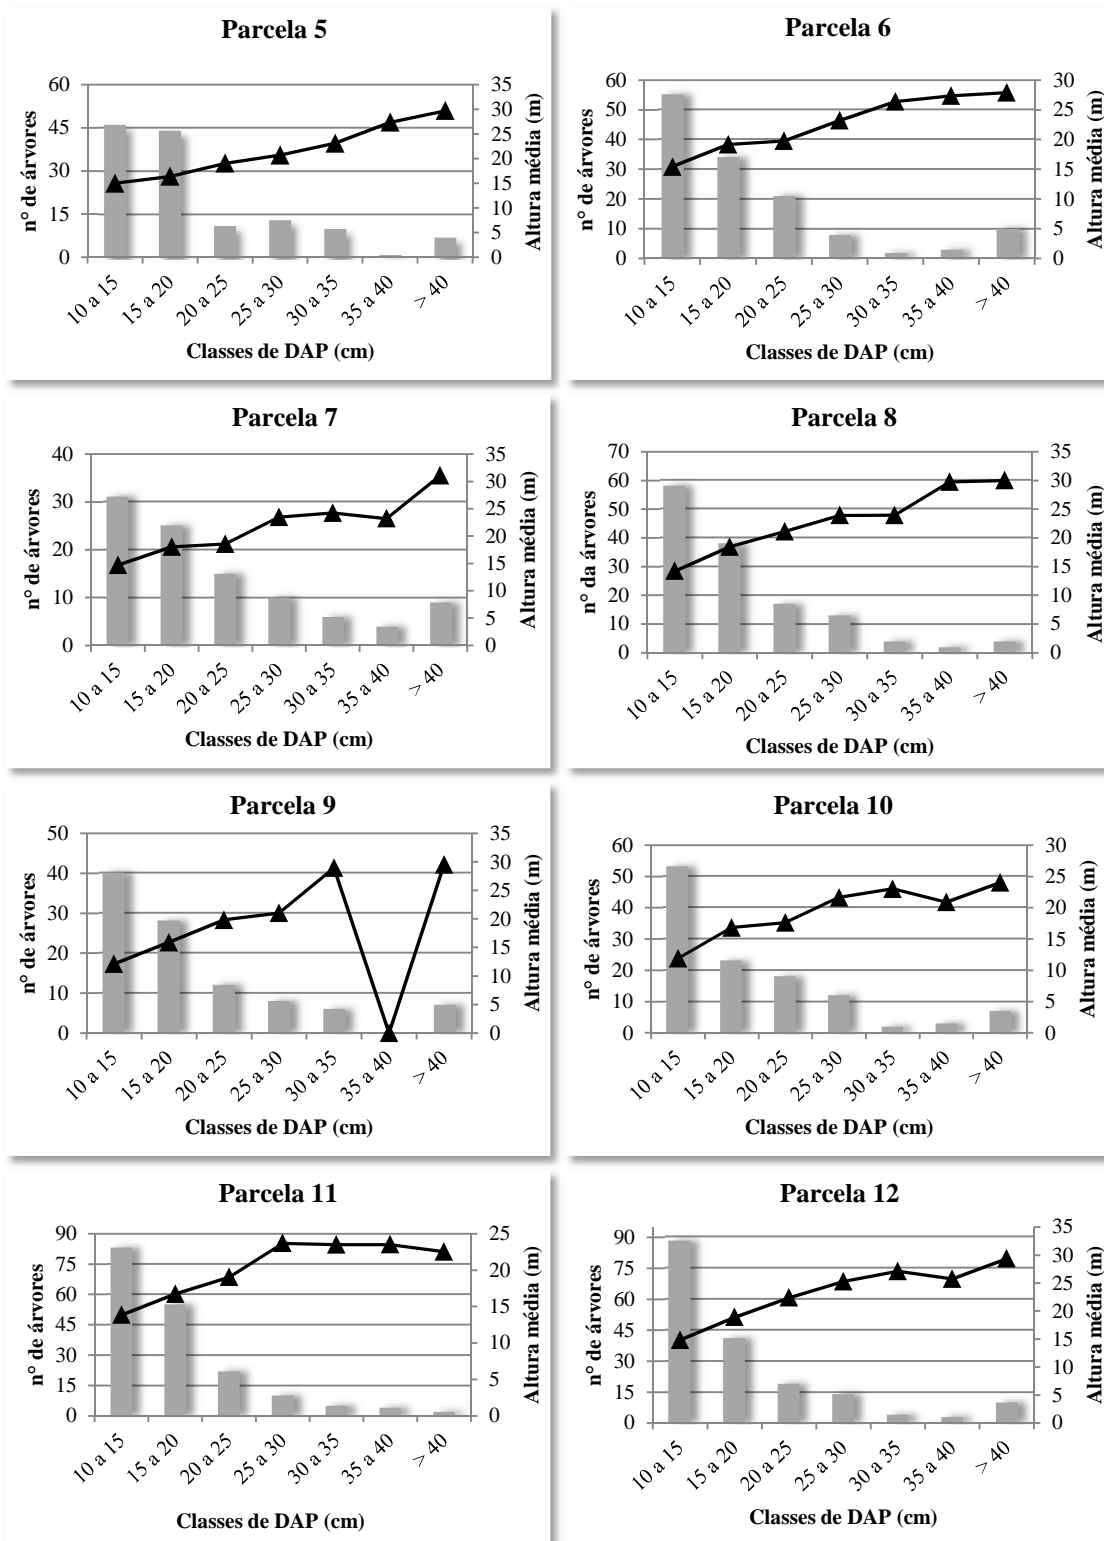 Parcela 5
n° de árvores
60
45
30
15
0
35
30
25
20
15
10
5
0
Altura média (m)
10 a 15
15 a 20
20 a 25
25 a 30
30 a 35
35 a 40
> 40
Classes de DAP (cm)
Parcela 6
n° de árvores
60
50
40
30
20
10
0
30
25
20
15
10
5
0
Altura média (m)
10 a 15
15 a 20
20 a 25
25 a 30
30 a 35
35 a 40
> 40
Classes de DAP (cm)
Parcela 7
n° de árvores
40
30
20
10
0
35
30
25
20
15
10
5
0
Altura média (m)
10 a 15
15 a 20
20 a 25
25 a 30
30 a 35
35 a 40
> 40
Classes de DAP (cm)
Parcela 8
n° da árvores
70
60
50
40
30
20
10
0
35
30
25
20
15
10
5
0
Altura média (m)
10 a 15
15 a 20
20 a 25
25 a 30
30 a 35
35 a 40
> 40
Classes de DAP (cm)
Parcela 9
n° de árvores
50
40
30
20
10
0
35
30
25
20
15
10
5
0
Altura média (m)
10 a 15
15 a 20
20 a 25
25 a 30
30 a 35
35 a 40
> 40
Classes de DAP (cm)
Parcela 10
n° de árvores
60
50
40
30
20
10
0
30
25
20
15
10
5
0
Altura média (m)
10 a 15
15 a 20
20 a 25
25 a 30
30 a 35
35 a 40
> 40
Classes de DAP (cm)
Parcela 11
n° de árvores
90
75
60
45
30
15
0
25
20
15
10
5
0
Altura média (m)
10 a 15
15 a 20
20 a 25
25 a 30
30 a 35
35 a 40
> 40
Classes de DAP (cm)
Parcela 12
n° de árvores
90
75
60
45
30
15
0
35
30
25
20
15
10
5
0
Altura média (m)
10 a 15
15 a 20
20 a 25
25 a 30
30 a 35
35 a 40
> 40
Classes de DAP (cm)